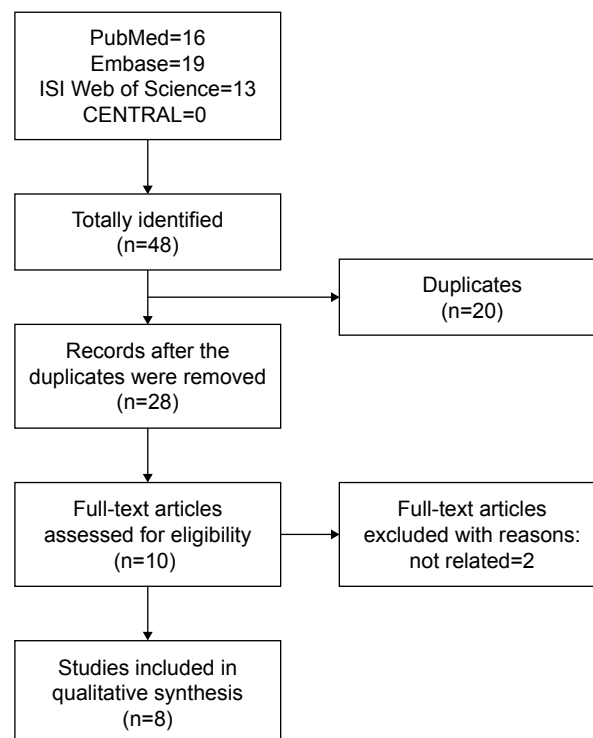 PubMed=16
Embase=19
ISI Web of Science=13
CENTRAL=0
Totally identified
(n=48)
Duplicates
(n=20)
Records after the
duplicates were removed
(n=28)
Full-text articles
assessed for eligibility
(n=10)
Full-text articles
excluded with reasons:
not related=2
Studies included in
qualitative synthesis
(n=8)